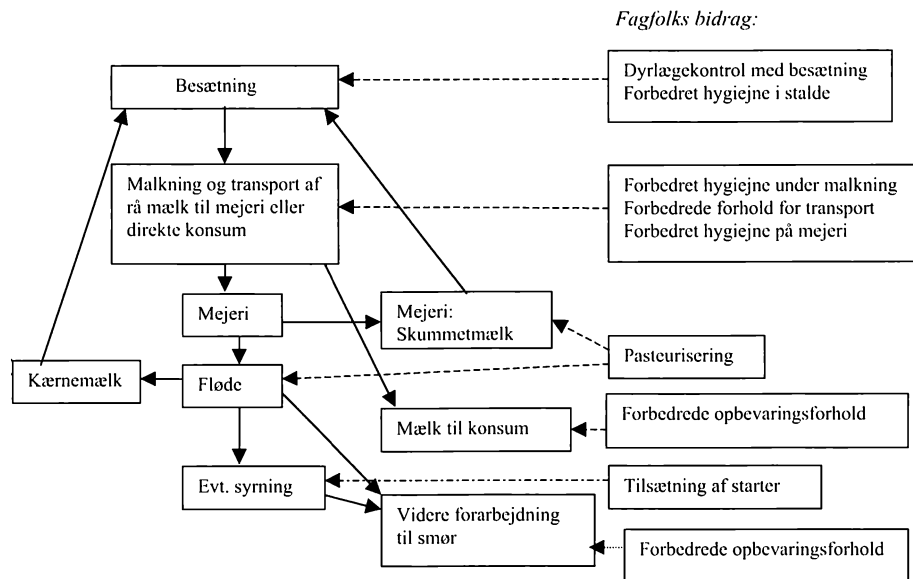 Fagfolks bidrag:
Besætning
Dyrlægekontrol med besætning
Forbedret hygiejne i stalde
Malkning og transport af
rå mælk til mejeri eller
direkte konsum
Forbedret hygiejne under malkning
Forbedrede forhold for transport
Forbedret hygiejne på mejeri
Mejeri
Mejeri:
Skummetmælk
Pasteurisering
Kærnemælk
Fløde
Mælk til konsum
Forbedrede opbevaringsforhold
Evt. syrning
Tilsætning af starter
Videre forarbejdning
til smør
Forbedrede opbevaringsforhold